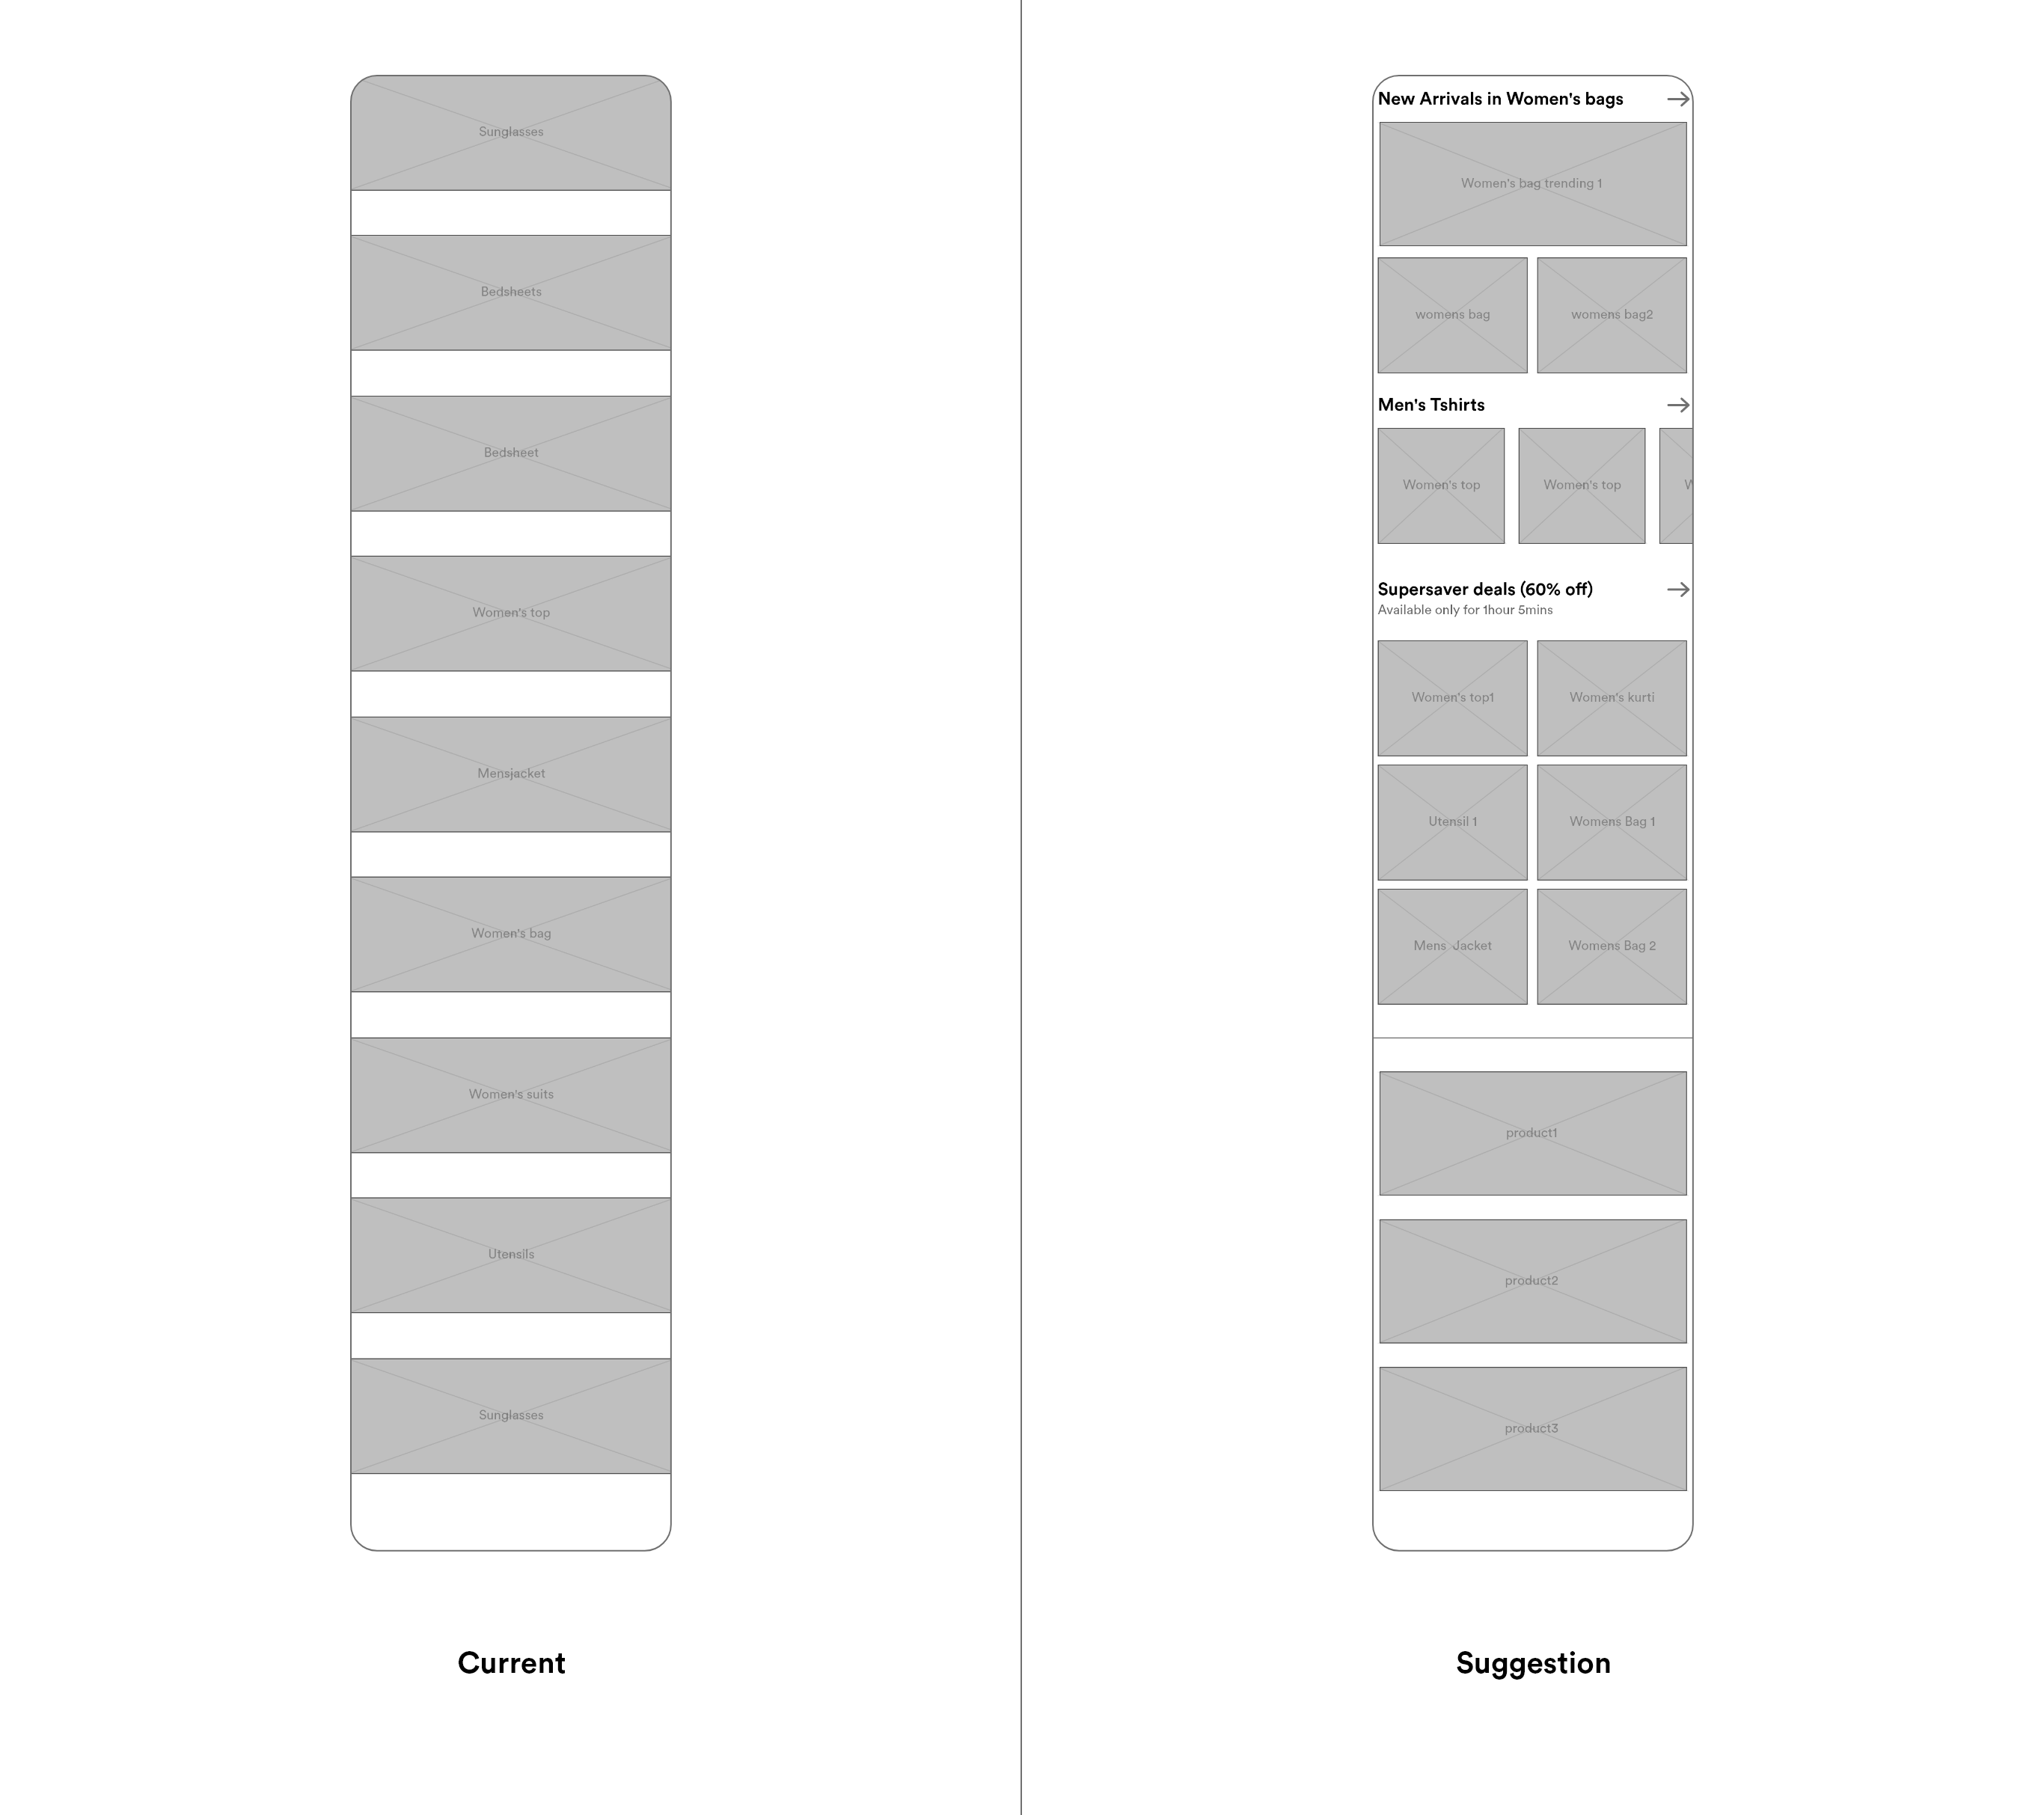 Sunglasses
Bedsheets
Bedsheet
Women's top
Mensjacket
Women's bag
Women's suits
Utensils
Sunglasses
Current
New Arrivals in Women's bags
Women's bag trending 1
womens bag
womens bag2
Men's Tshirts
Women's top
Women's top
W
Supersaver deals (60% off)
Available only for 1hour 5mins
Women's top1
Women's kurti
Utensil 1
Womens Bag 1
Mens Jacket
Womens Bag 2
product1
product2
product3
Suggestion